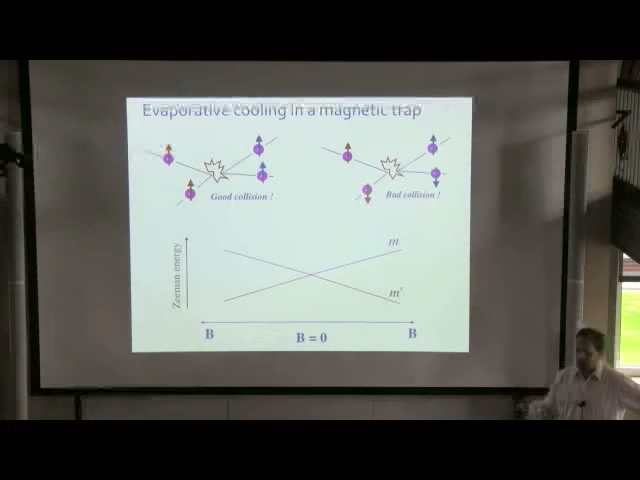 Evaporative cooling in a magnetic trap
Good collision !
Bad collision !
Zeeman energy
m
m'
B
B = 0
B